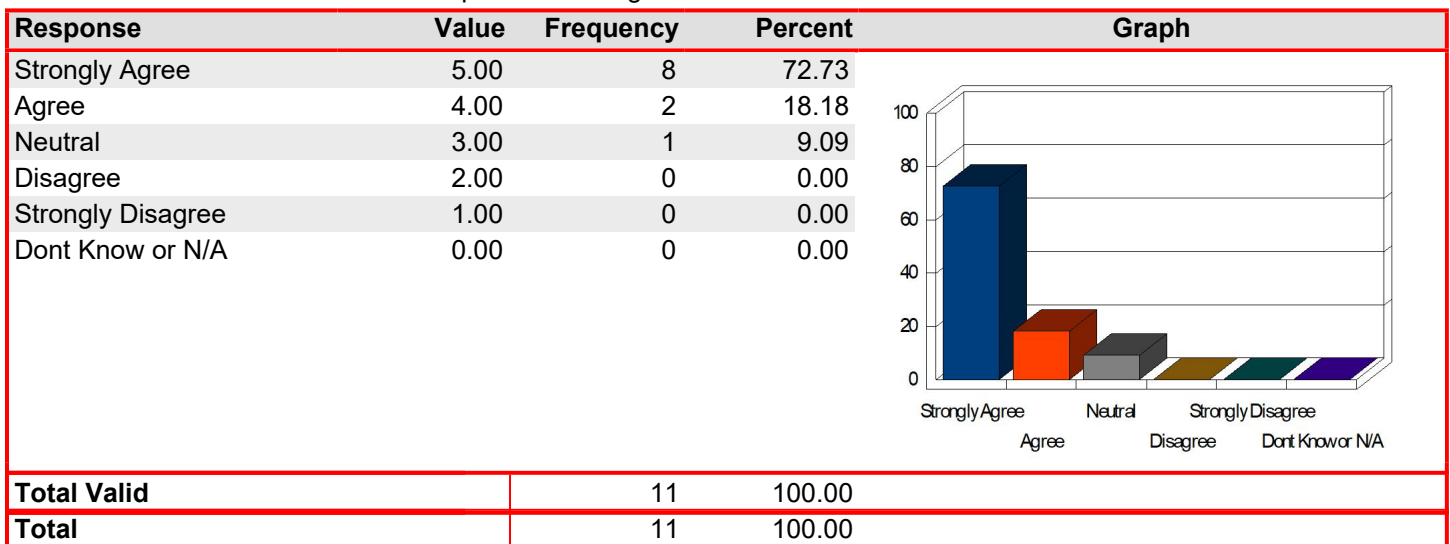 Response Value Frequency Percent Graph
Strongly Agree 5.00 8 72.73
Agree 4.00 2 18.18
Neutral 3.00 1 9.09
Disagree 2.00 0 0.00
Strongly Disagree 1.00 0 0.00
Dont Know or N/A 0.00 0 0.00
100
80
60
40
20
0
Strongly Agree Neutral Strongly Disagree
Agree Disagree Dont Know or N/A
Total Valid 11 100.00
Total 11 100.00